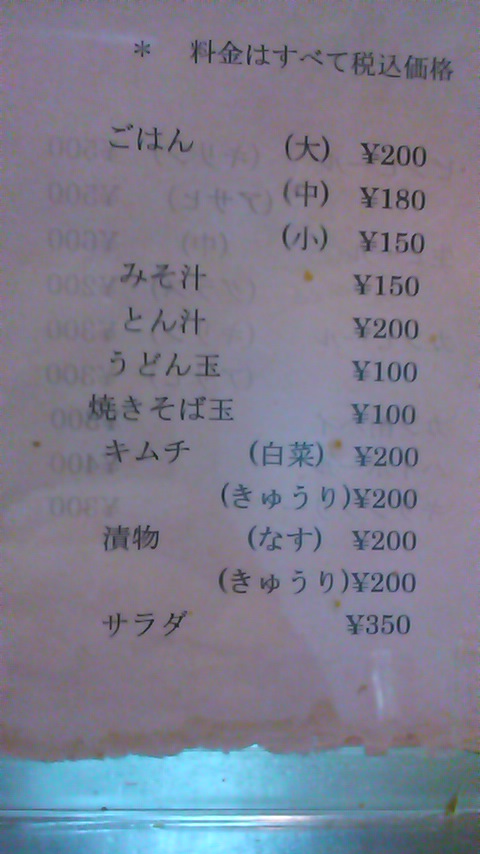 * 料金はすべて税込価格
ごはん (大) ¥200
(中) ¥180
(小) ¥150
みそ汁 ¥150
とん汁 ¥200
うどん玉 ¥100
焼きそば玉 ¥100
キムチ (白菜) ¥200
(きゅうり)¥200
漬物 (なす) ¥200
(きゅうり)¥200
サラダ ¥350